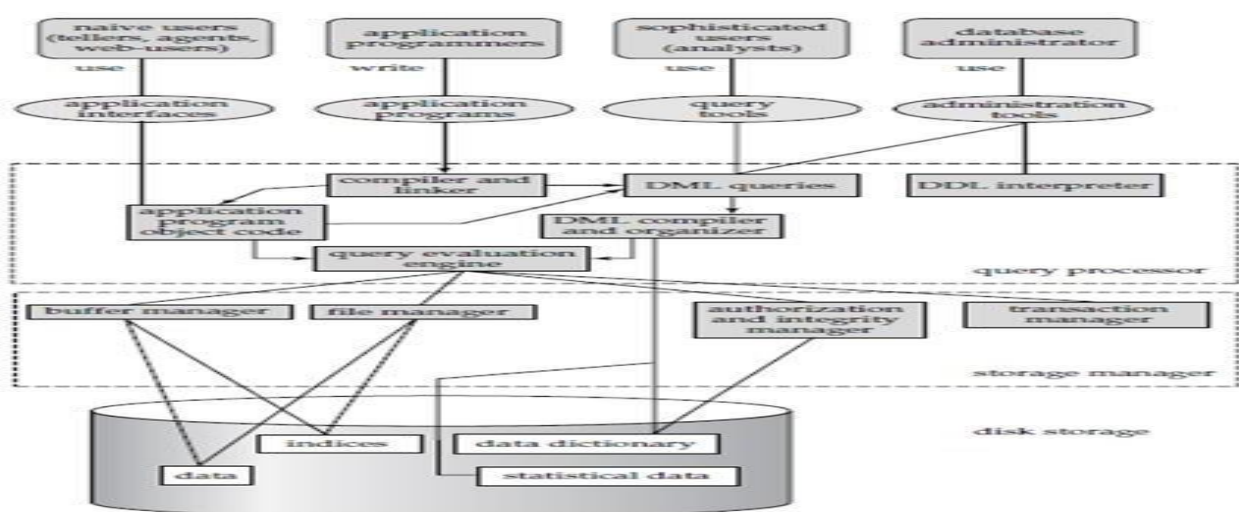 naive users
(tellers, agents,
web-users)
application
programmers
sophisticated
users
(analysts)
database
administrator
use
write
use
use
application
interfaces
application
programs
query
tools
administration
tools
compiler and
linker
DML queries
DDL interpreter
application
program
object code
DML compiler
and organizer
query evaluation
engine
query processor
buffer manager
file manager
authorization
and integrity
manager
transaction
manager
storage manager
disk storage
indices
data dictionary
data
statistical data